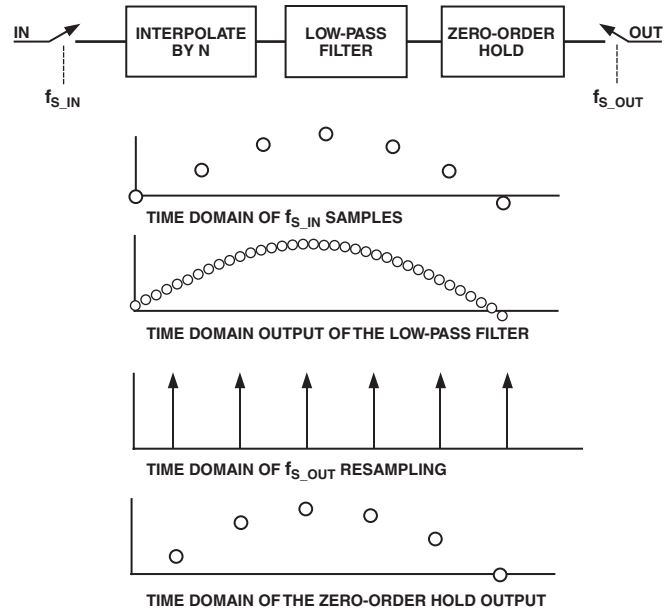 IN
INTERPOLATE
BY N
LOW-PASS
FILTER
ZERO-ORDER
HOLD
OUT
fS_IN
fS_OUT
TIME DOMAIN OF fS_IN SAMPLES
TIME DOMAIN OUTPUT OF THE LOW-PASS FILTER
TIME DOMAIN OF fS_OUT RESAMPLING
TIME DOMAIN OF THE ZERO-ORDER HOLD OUTPUT